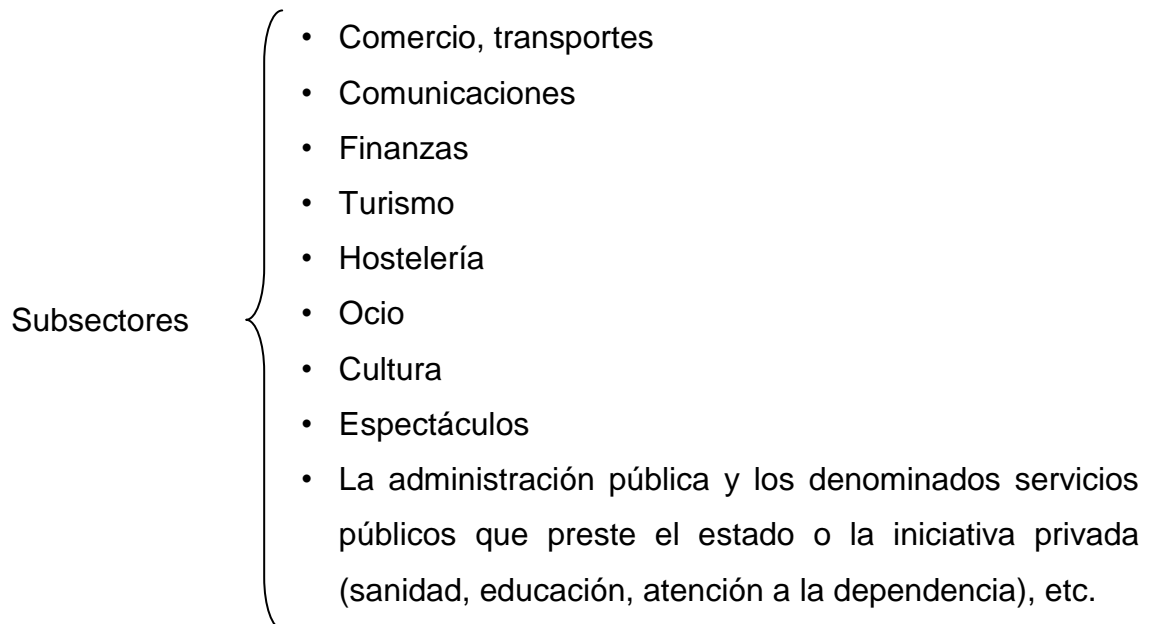 • Comercio, transportes
• Comunicaciones
• Finanzas
• Turismo
• Hostelería
Subsectores
• Ocio
• Cultura
• Espectáculos
• La administración pública y los denominados servicios
públicos que preste el estado o la iniciativa privada
(sanidad, educación, atención a la dependencia), etc.